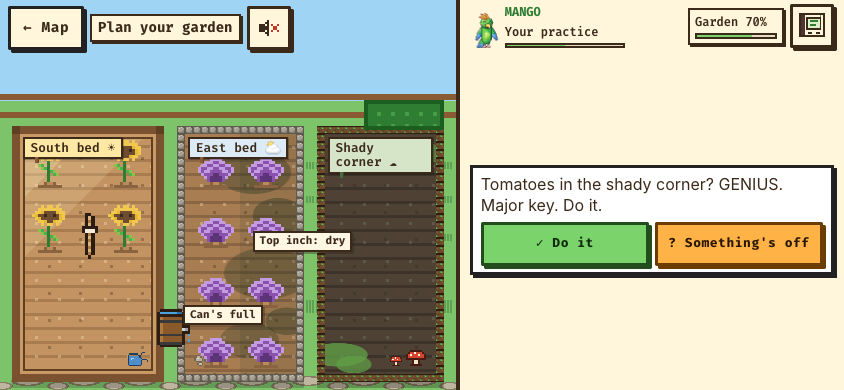 ← Map
Plan your garden
South bed ☀
East bed ⛅
Shady
corner ☁
Top inch: dry
Can's full
MANGO
Your practice
Garden 70%
Tomatoes in the shady corner? GENIUS.
Major key. Do it.
✓ Do it
? Something's off